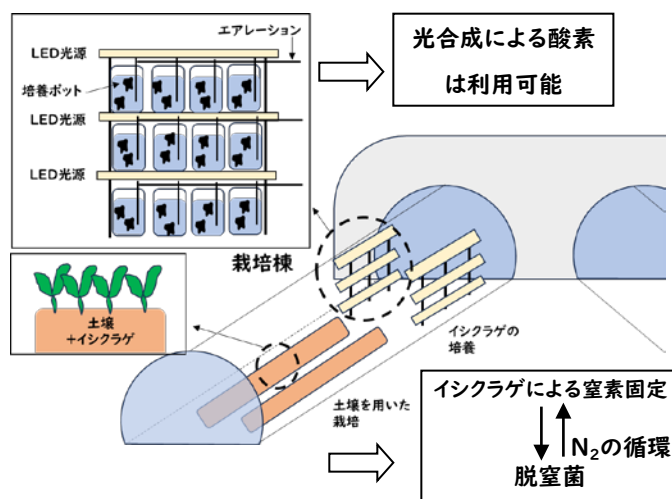 エアレーション
LED光源
培養ポット
LED光源
LED光源
光合成による酸素
は利用可能
栽培棟
土壌
+イシクラゲ
イシクラゲの
培養
土壌を用いた
栽培
イシクラゲによる窒素固定
N₂の循環
脱窒菌